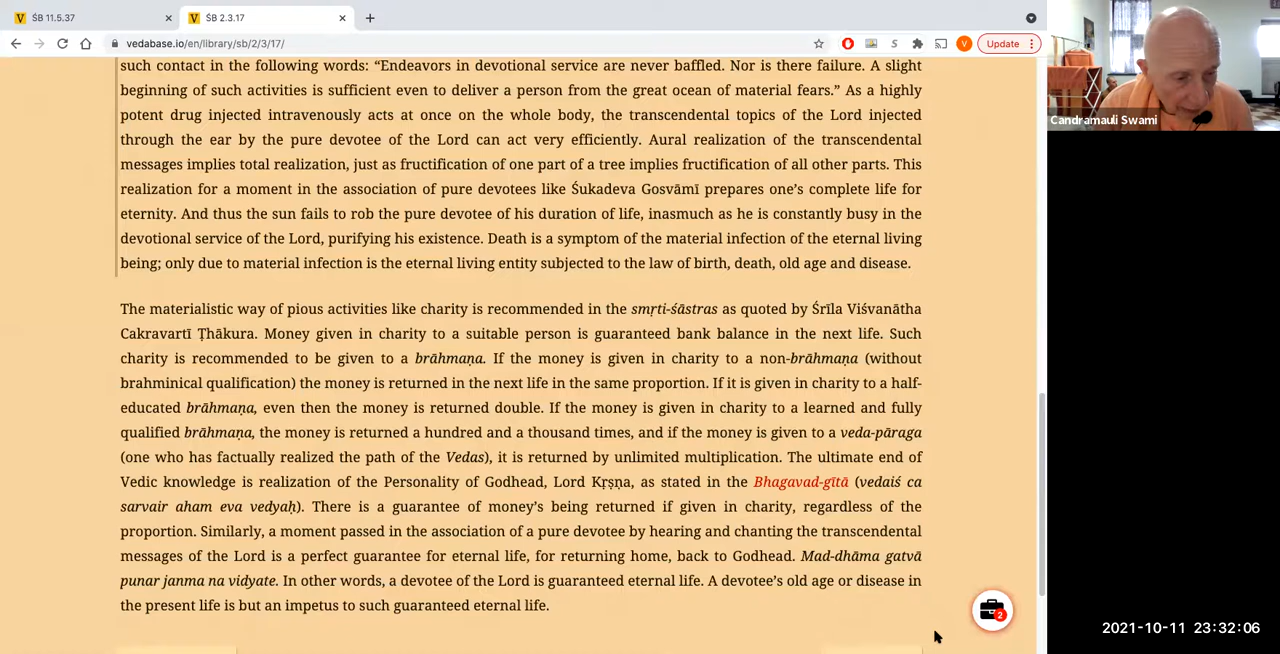 ŚB 11.5.37
ŚB 2.3.17
vedabase.io/en/library/sb/2/3/17/
S
V
Update
such contact in the following words: “Endeavors in devotional service are never baffled. Nor is there failure. A slight
beginning of such activities is sufficient even to deliver a person from the great ocean of material fears.” As a highly
potent drug injected intravenously acts at once on the whole body, the transcendental topics of the Lord injected
through the ear by the pure devotee of the Lord can act very efficiently. Aural realization of the transcendental
messages implies total realization, just as fructification of one part of a tree implies fructification of all other parts. This
realization for a moment in the association of pure devotees like Śukadeva Gosvāmī prepares one’s complete life for
eternity. And thus the sun fails to rob the pure devotee of his duration of life, inasmuch as he is constantly busy in the
devotional service of the Lord, purifying his existence. Death is a symptom of the material infection of the eternal living
being; only due to material infection is the eternal living entity subjected to the law of birth, death, old age and disease.
The materialistic way of pious activities like charity is recommended in the smṛti-śāstras as quoted by Śrīla Viśvanātha
Cakravartī Ṭhākura. Money given in charity to a suitable person is guaranteed bank balance in the next life. Such
charity is recommended to be given to a brāhmaṇa. If the money is given in charity to a non-brāhmaṇa (without
brahminical qualification) the money is returned in the next life in the same proportion. If it is given in charity to a half-
educated brāhmaṇa, even then the money is returned double. If the money is given in charity to a learned and fully
qualified brāhmaṇa, the money is returned a hundred and a thousand times, and if the money is given to a veda-pāraga
(one who has factually realized the path of the Vedas), it is returned by unlimited multiplication. The ultimate end of
Vedic knowledge is realization of the Personality of Godhead, Lord Kṛṣṇa, as stated in the Bhagavad-gītā (vedaiś ca
sarvair aham eva vedyaḥ). There is a guarantee of money’s being returned if given in charity, regardless of the
proportion. Similarly, a moment passed in the association of a pure devotee by hearing and chanting the transcendental
messages of the Lord is a perfect guarantee for eternal life, for returning home, back to Godhead. Mad-dhāma gatvā
punar janma na vidyate. In other words, a devotee of the Lord is guaranteed eternal life. A devotee’s old age or disease in
the present life is but an impetus to such guaranteed eternal life.
2
Candramauli Swami
2021-10-11 23:32:06